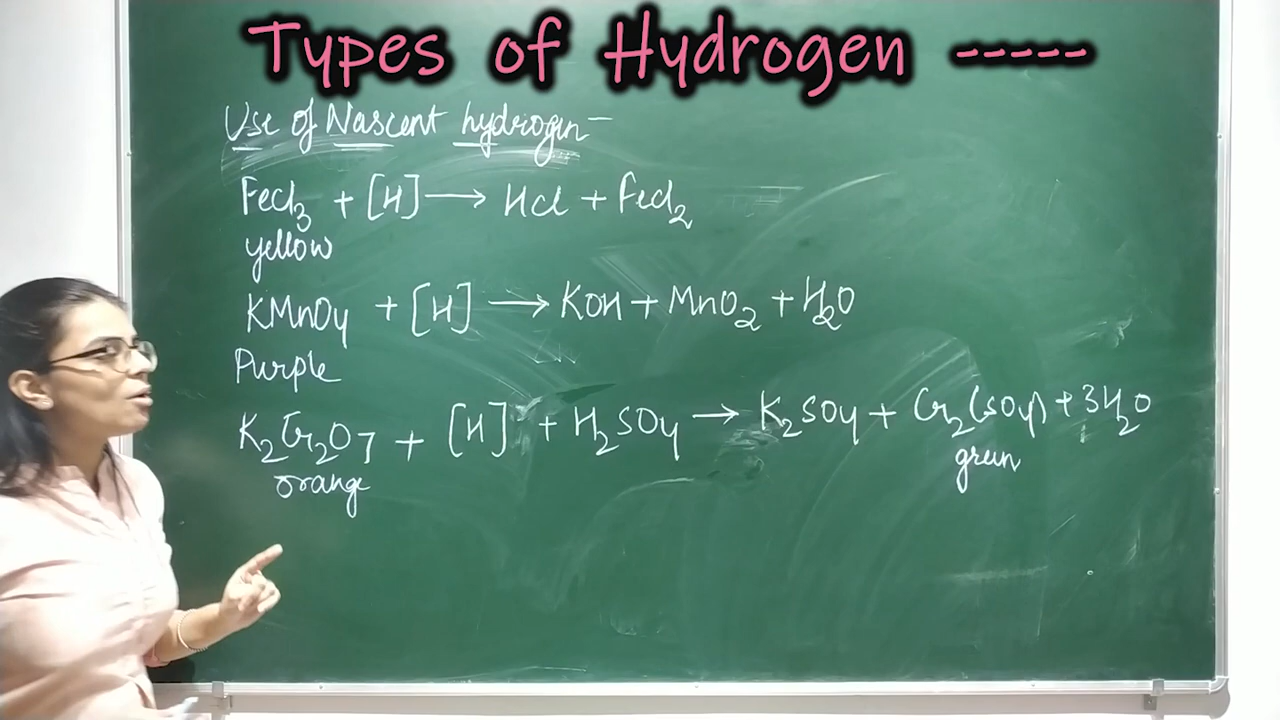 Types of Hydrogen -----
Use of Nascent hydrogen -
FeCl₃ + [H] ⟶ HCl + FeCl₂
yellow
KMnO₄ + [H] ⟶ KOH + MnO₂ + H₂O
Purple
K₂Cr₂O₇ + [H] + H₂SO₄ ⟶ K₂SO₄ + Cr₂(SO₄) + 3H₂O
orange green